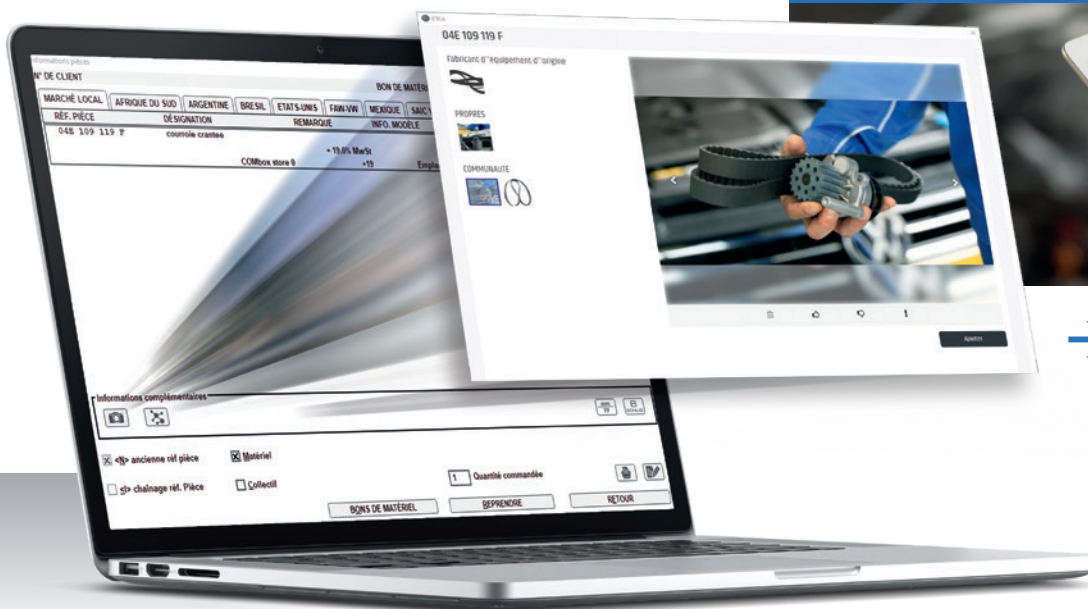 04E 109 119 F
Fabricant d''équipement d''origine
PROPRES
COMMUNAUTÉ
Ajouter
Informations pièces
N° DE CLIENT
BON DE
MARCHÉ LOCAL AFRIQUE DU SUD ARGENTINE BRESIL ETATS-UNIS FAW-VW MEXIQUE SAIC
RÉF. PIÈCE DÉSIGNATION REMARQUE INFO. MODÈLE
04E 109 119 F courroie crantee
+ 19.0% MwSt
COMbox store 0 +19
Informations complémentaires
<N> ancienne réf pièce Matériel
<I> chaînage réf. Pièce Collectif
1 Quantité commandée
BONS DE MATÉRIEL REPRENDRE RETOUR